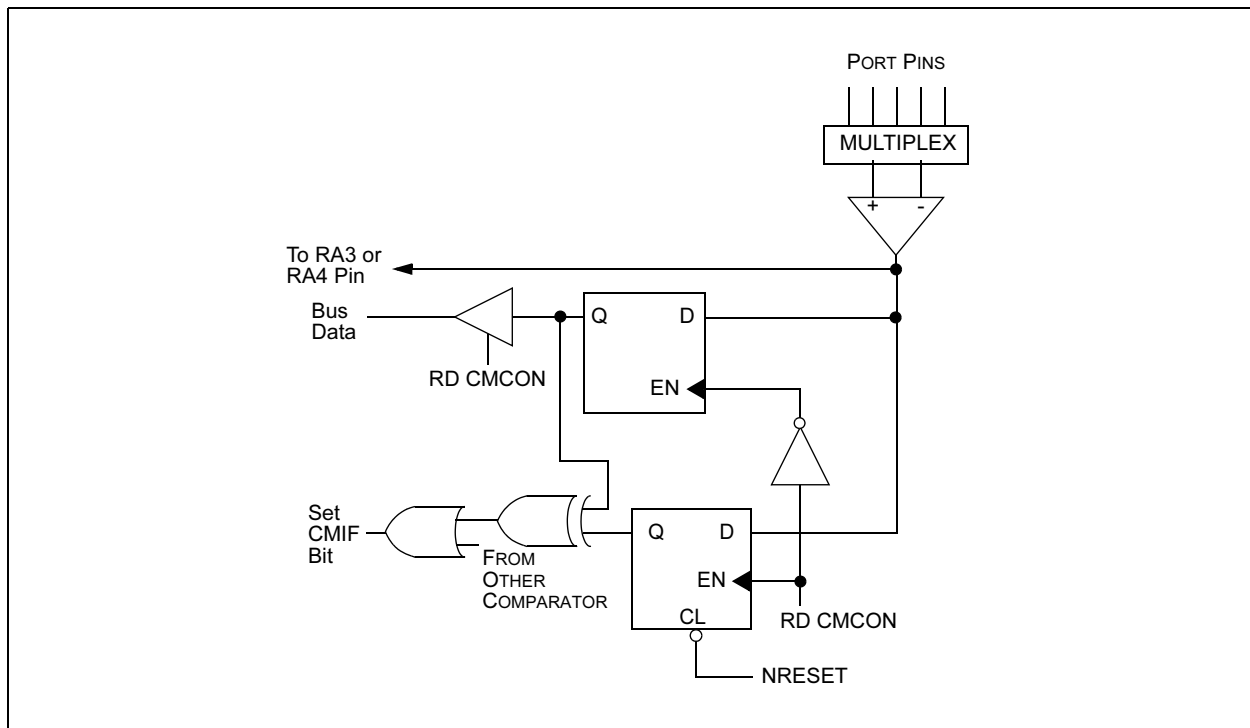 PORT PINS
MULTIPLEX
+ -
To RA3 or
RA4 Pin
Bus
Data
Q D
RD CMCON
EN
Set
CMIF
Bit
Q D
FROM
OTHER
COMPARATOR
EN
CL
RD CMCON
NRESET